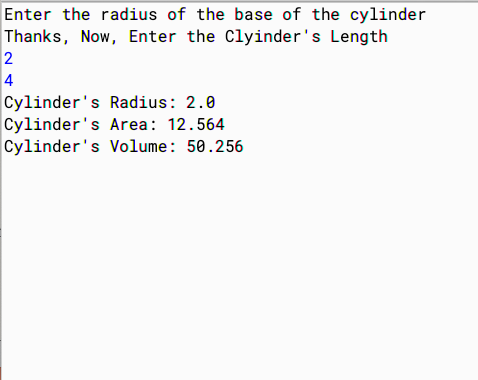 Enter the radius of the base of the cylinder
Thanks, Now, Enter the Clyinder's Length
2
4
Cylinder's Radius: 2.0
Cylinder's Area: 12.564
Cylinder's Volume: 50.256